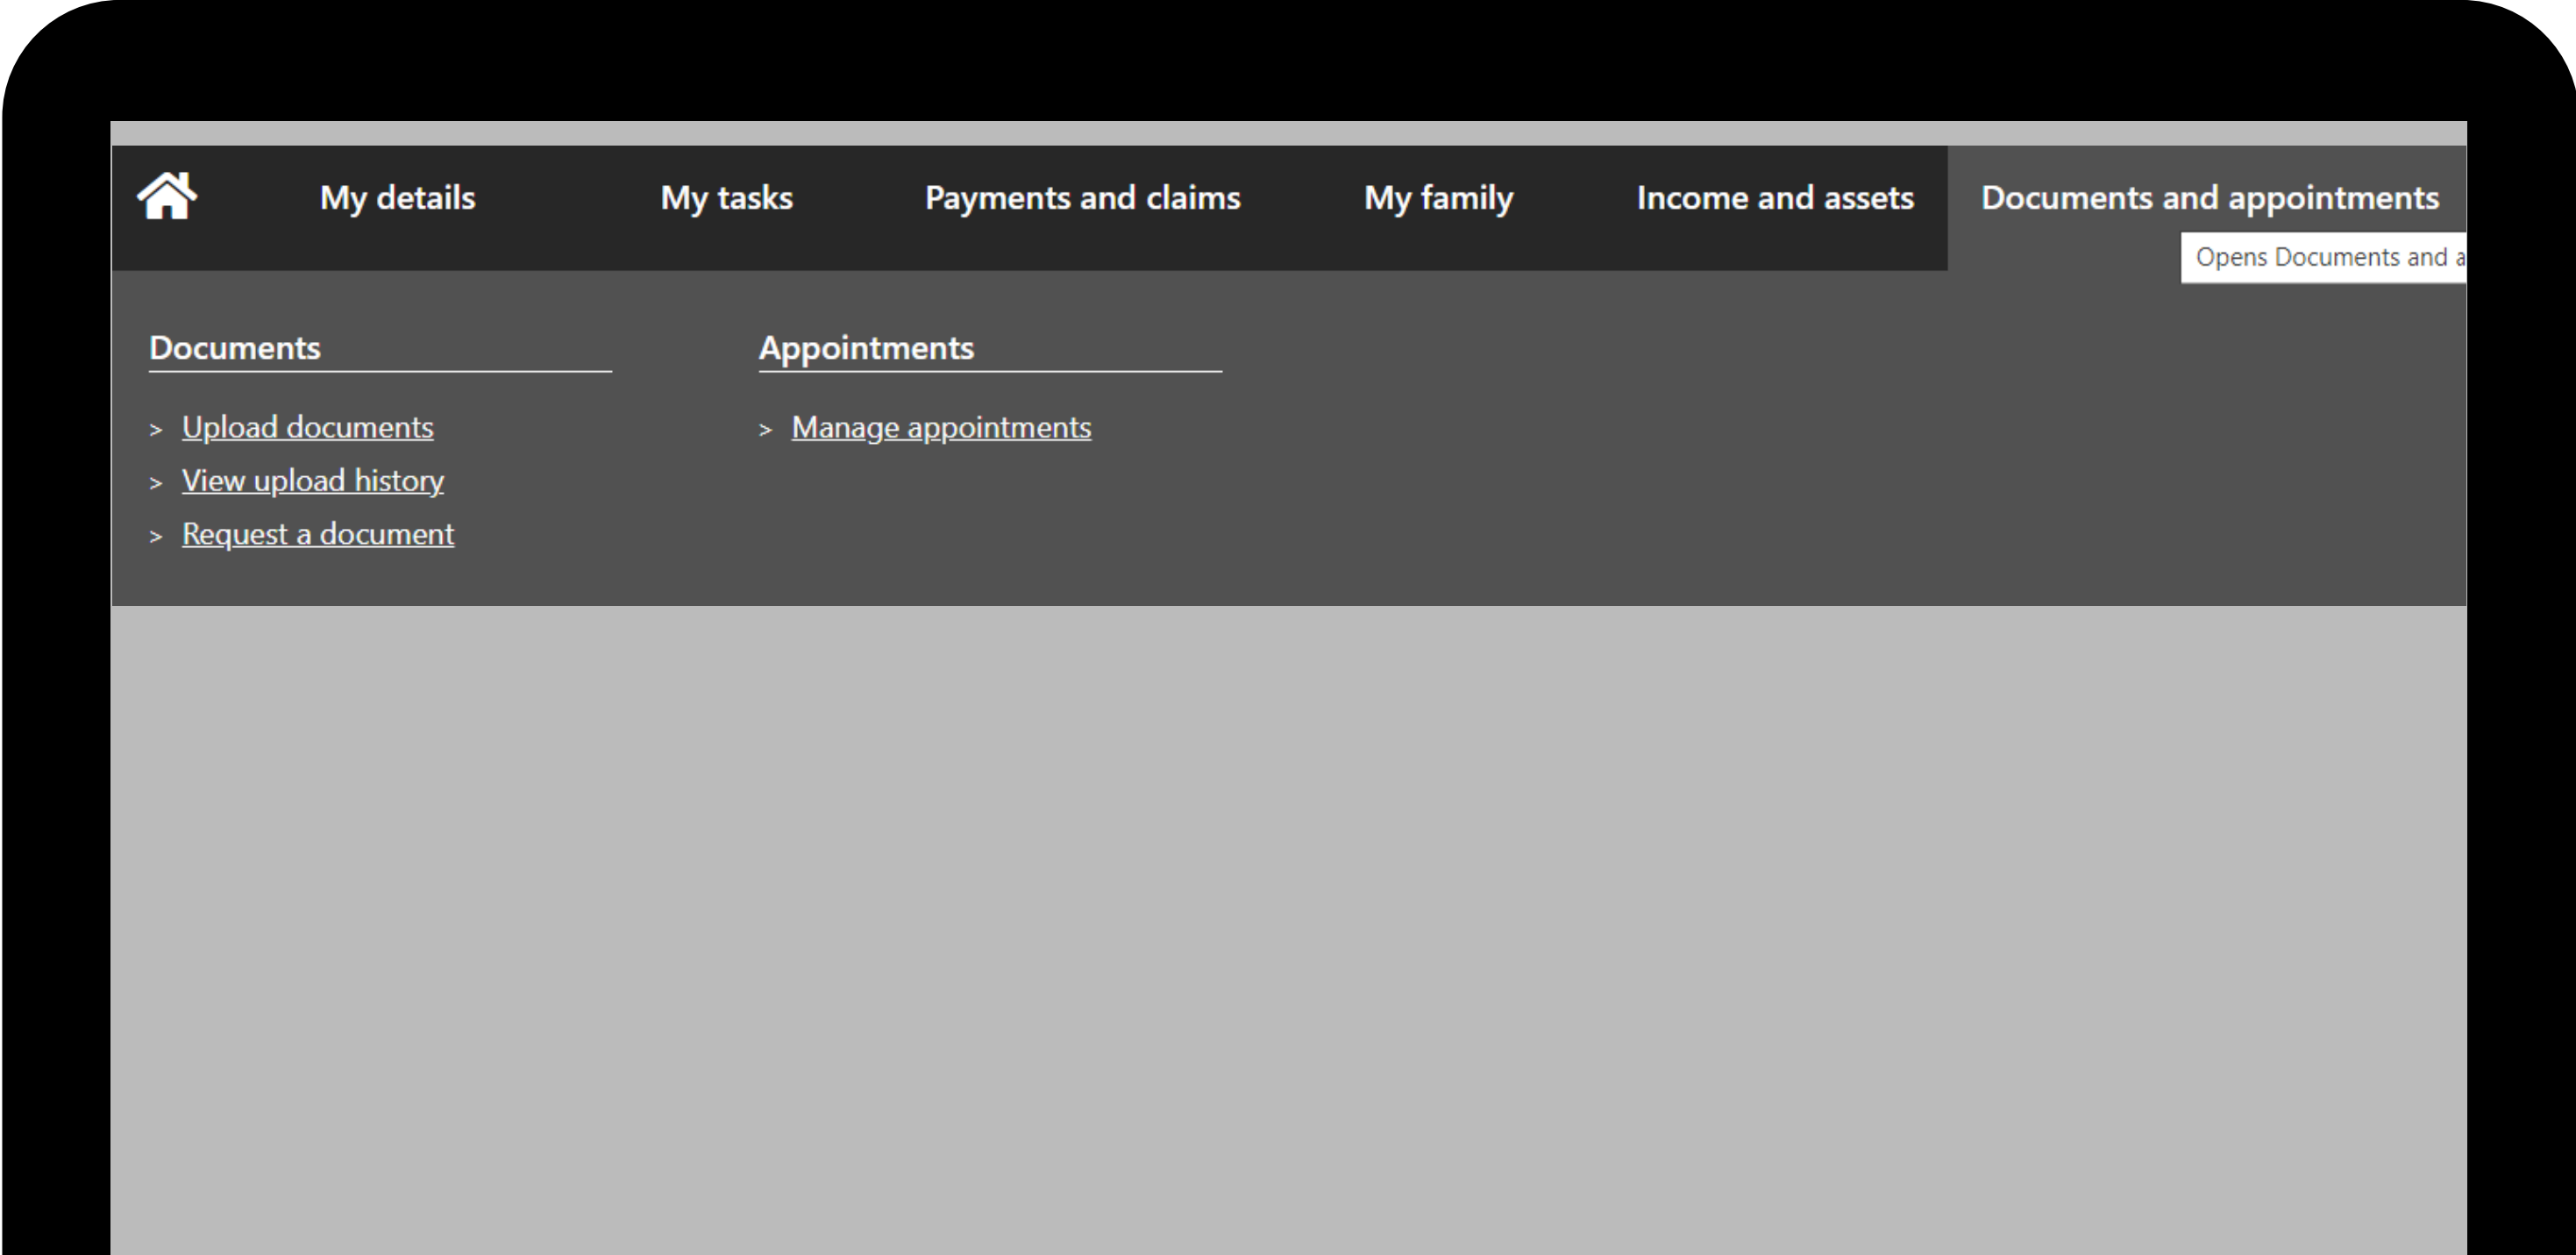 My details My tasks Payments and claims My family Income and assets Documents and appointments
Opens Documents and a
Documents
> Upload documents
> View upload history
> Request a document
Appointments
> Manage appointments